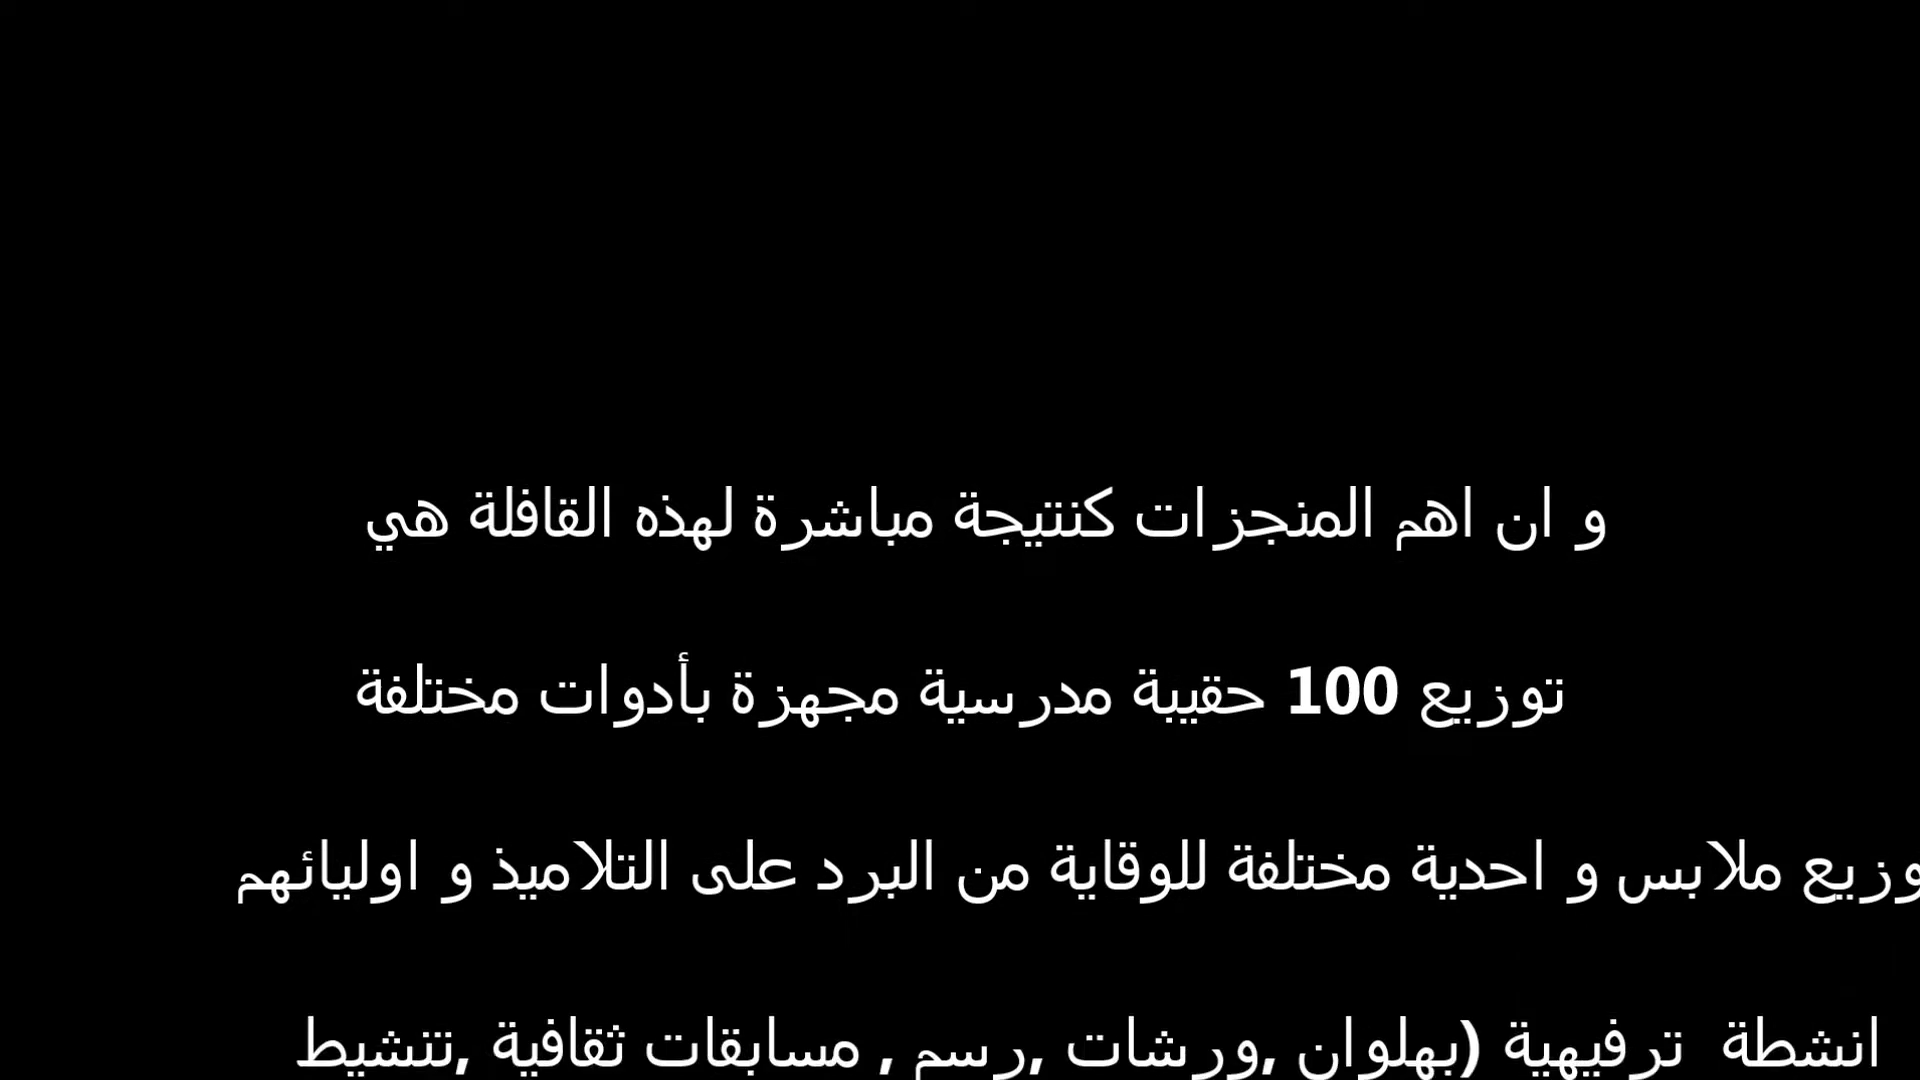 و ان اهم المنجزات كنتيجة مباشرة لهذه القافلة هي
توزيع 100 حقيبة مدرسية مجهزة بأدوات مختلفة
وزيع ملابس و احدية مختلفة للوقاية من البرد على التلاميذ و اوليائهم
انشطة ترفيهية (بهلوان ,ورشات ,رسم , مسابقات ثقافية ,تنشيط